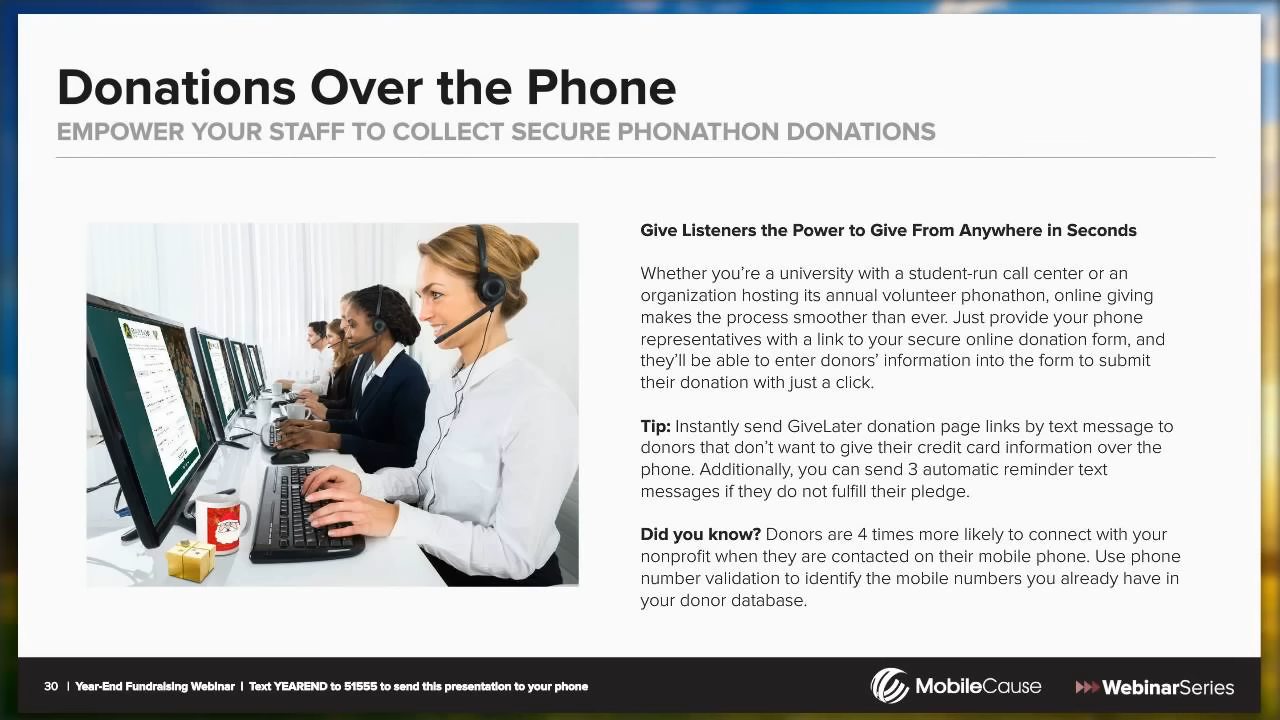 Donations Over the Phone
EMPOWER YOUR STAFF TO COLLECT SECURE PHONATHON DONATIONS
Give Listeners the Power to Give From Anywhere in Seconds
Whether you’re a university with a student-run call center or an
organization hosting its annual volunteer phonathon, online giving
makes the process smoother than ever. Just provide your phone
representatives with a link to your secure online donation form, and
they’ll be able to enter donors’ information into the form to submit
their donation with just a click.
Tip: Instantly send GiveLater donation page links by text message to
donors that don’t want to give their credit card information over the
phone. Additionally, you can send 3 automatic reminder text
messages if they do not fulfill their pledge.
Did you know? Donors are 4 times more likely to connect with your
nonprofit when they are contacted on their mobile phone. Use phone
number validation to identify the mobile numbers you already have in
your donor database.
30 | Year-End Fundraising Webinar | Text YEAREND to 51555 to send this presentation to your phone
MobileCause
WebinarSeries